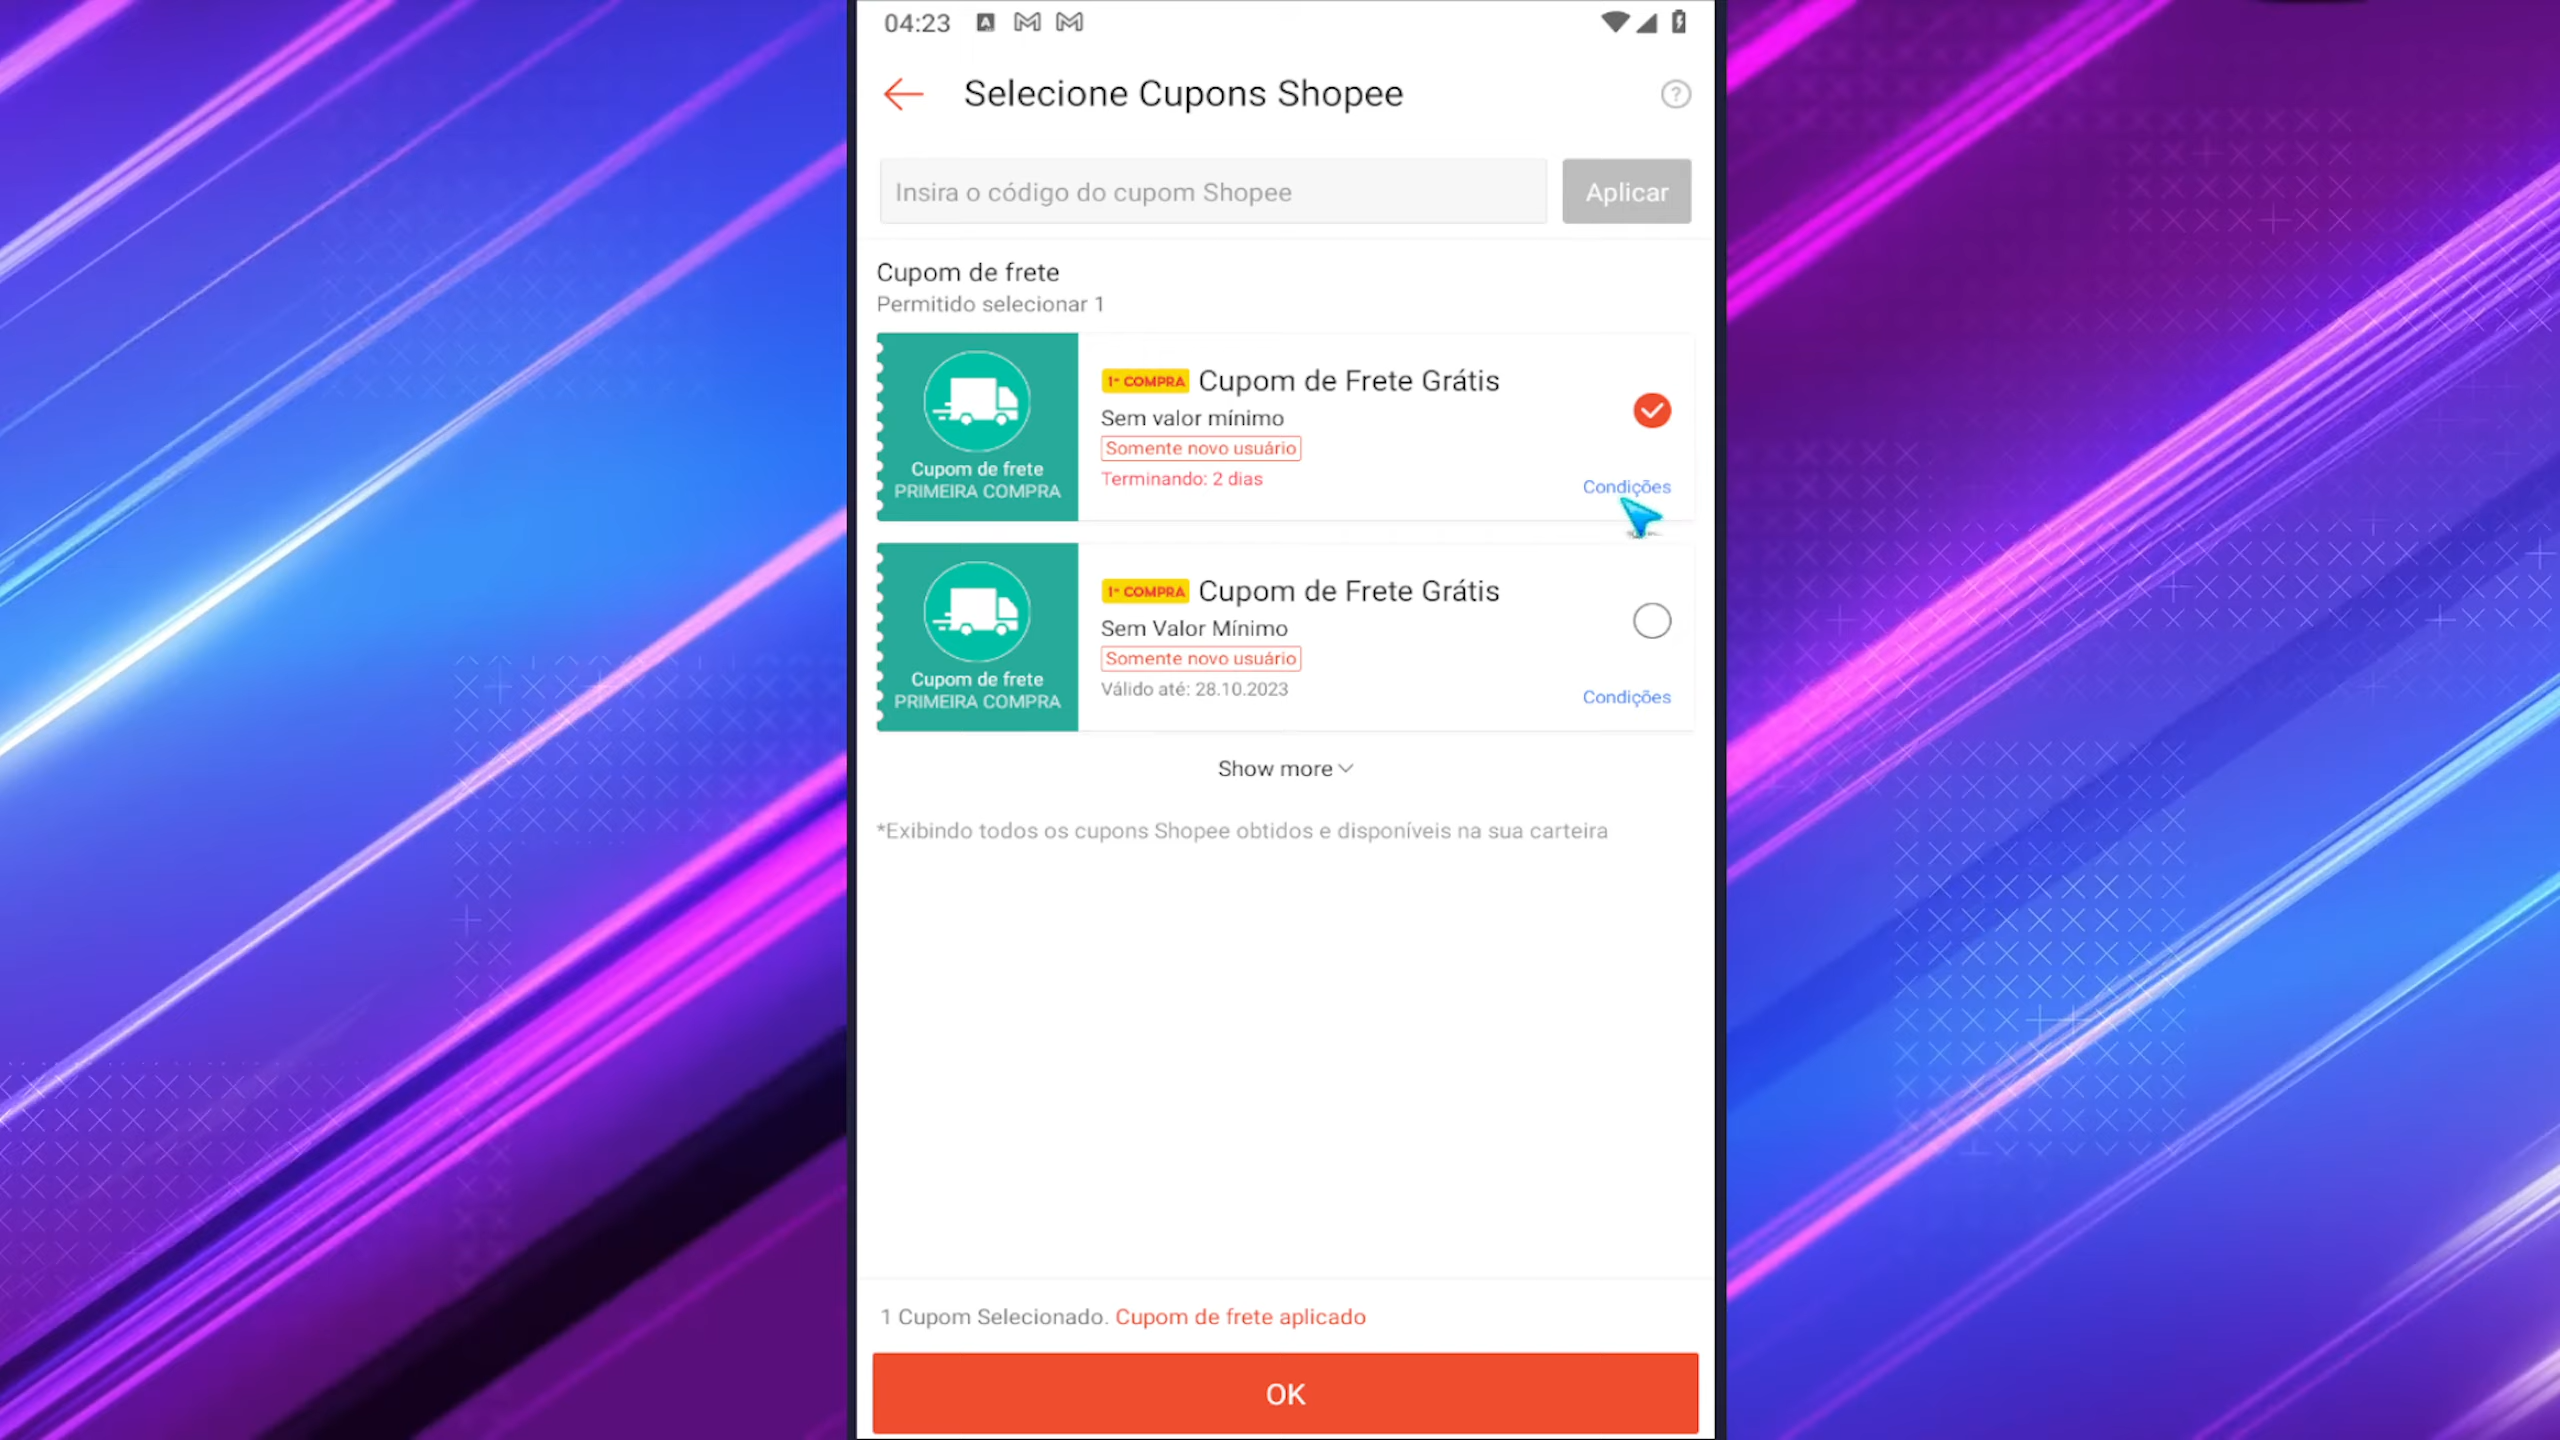 04:23
Selecione Cupons Shopee
Insira o código do cupom Shopee
Aplicar
Cupom de frete
Permitido selecionar 1
Cupom de frete
PRIMEIRA COMPRA
1ª COMPRA Cupom de Frete Grátis
Sem valor mínimo
Somente novo usuário
Terminando: 2 dias
Condições
Cupom de frete
PRIMEIRA COMPRA
1ª COMPRA Cupom de Frete Grátis
Sem Valor Mínimo
Somente novo usuário
Válido até: 28.10.2023
Condições
Show more
*Exibindo todos os cupons Shopee obtidos e disponíveis na sua carteira
1 Cupom Selecionado. Cupom de frete aplicado
OK